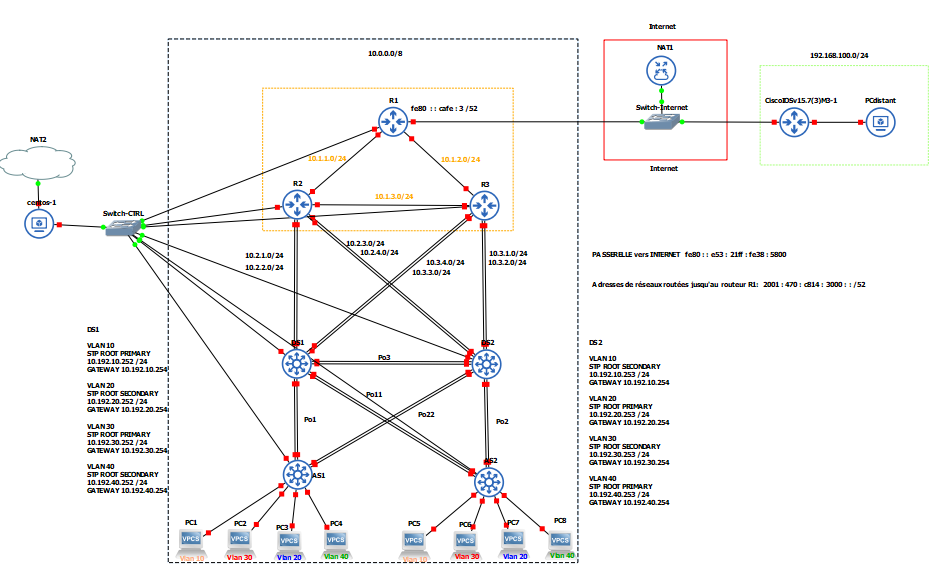 Internet
10.0.0.0/8
NAT1
192.168.100.0/24
R1
fe80 :: cafe : 3 /52
Switch-Internet
CiscoIOSv15.7(3)M3-1
PCdistant
NAT2
10.1.1.0/24
10.1.2.0/24
Internet
R2
R3
10.1.3.0/24
centos-1
Switch-CTRL
10.2.1.0/24
10.2.2.0/24
10.2.3.0/24
10.2.4.0/24
10.3.4.0/24
10.3.3.0/24
10.3.1.0/24
10.3.2.0/24
PASSERELLE vers INTERNET fe80 :: e53 : 21ff : fe38 : 5800
Adresses de réseaux routées jusqu'au routeur R1: 2001 : 470 : c814 : 3000 : : /52
DS1
VLAN 10
STP ROOT PRIMARY
10.192.10.252 / 24
GATEWAY 10.192.10.254
VLAN 20
STP ROOT SECONDARY
10.192.20.252 / 24
GATEWAY 10.192.20.254
VLAN 30
STP ROOT PRIMARY
10.192.30.252 / 24
GATEWAY 10.192.30.254
VLAN 40
STP ROOT SECONDARY
10.192.40.252 / 24
GATEWAY 10.192.40.254
DS1
DS2
Po3
Po11
Po22
Po1
Po2
AS1
AS2
DS2
VLAN 10
STP ROOT SECONDARY
10.192.10.253 / 24
GATEWAY 10.192.10.254
VLAN 20
STP ROOT PRIMARY
10.192.20.253 / 24
GATEWAY 10.192.20.254
VLAN 30
STP ROOT SECONDARY
10.192.30.253 / 24
GATEWAY 10.192.30.254
VLAN 40
STP ROOT PRIMARY
10.192.40.253 / 24
GATEWAY 10.192.40.254
PC1
PC2
PC3
PC4
PC5
PC6
PC7
PC8
VPCS
VPCS
VPCS
VPCS
VPCS
VPCS
VPCS
VPCS
Vlan 10
Vlan 30
Vlan 20
Vlan 40
Vlan 10
Vlan 30
Vlan 20
Vlan 40